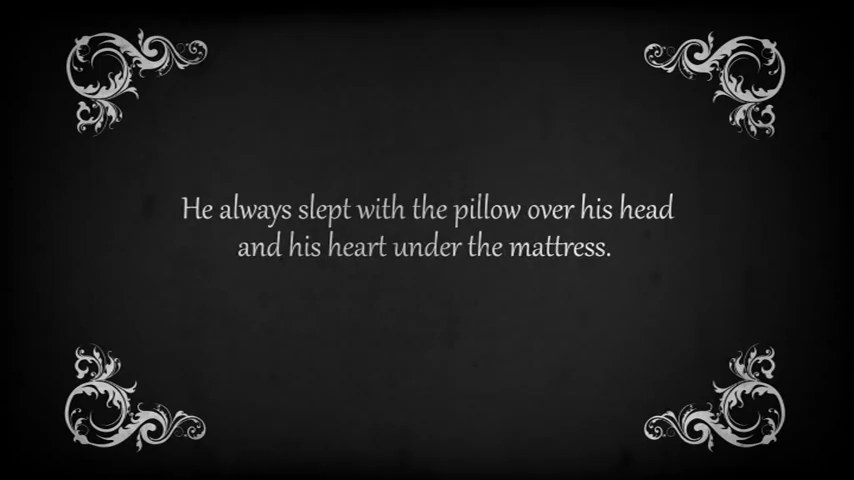 He always slept with the pillow over his head
and his heart under the mattress.